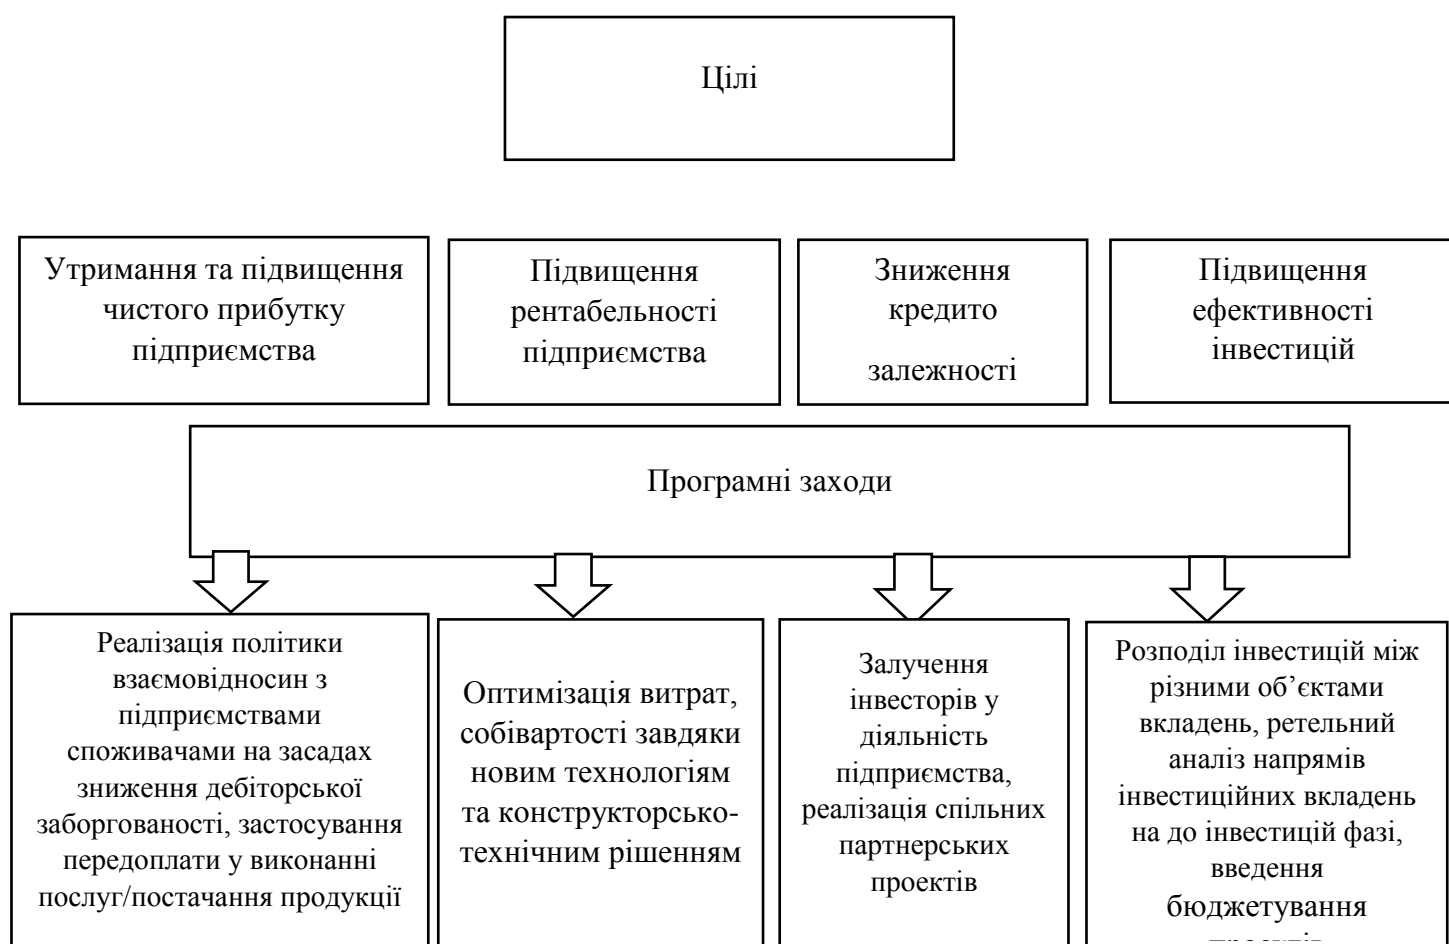 Цілі
Утримання та підвищення
чистого прибутку
підприємства
Підвищення
рентабельності
підприємства
Зниження
кредито
залежності
Підвищення
ефективності
інвестицій
Програмні заходи
Реалізація політики
взаємовідносин з
підприємствами
споживачами на засадах
зниження дебіторської
заборгованості, застосування
передоплати у виконанні
послуг/постачання продукції
Оптимізація витрат,
собівартості завдяки
новим технологіям
та конструкторсько-
технічним рішенням
Залучення
інвесторів у
діяльність
підприємства,
реалізація спільних
партнерських
проектів
Розподіл інвестицій між
різними об’єктами
вкладень, ретельний
аналіз напрямів
інвестиційних вкладень
на до інвестицій фазі,
введення
бюджетування